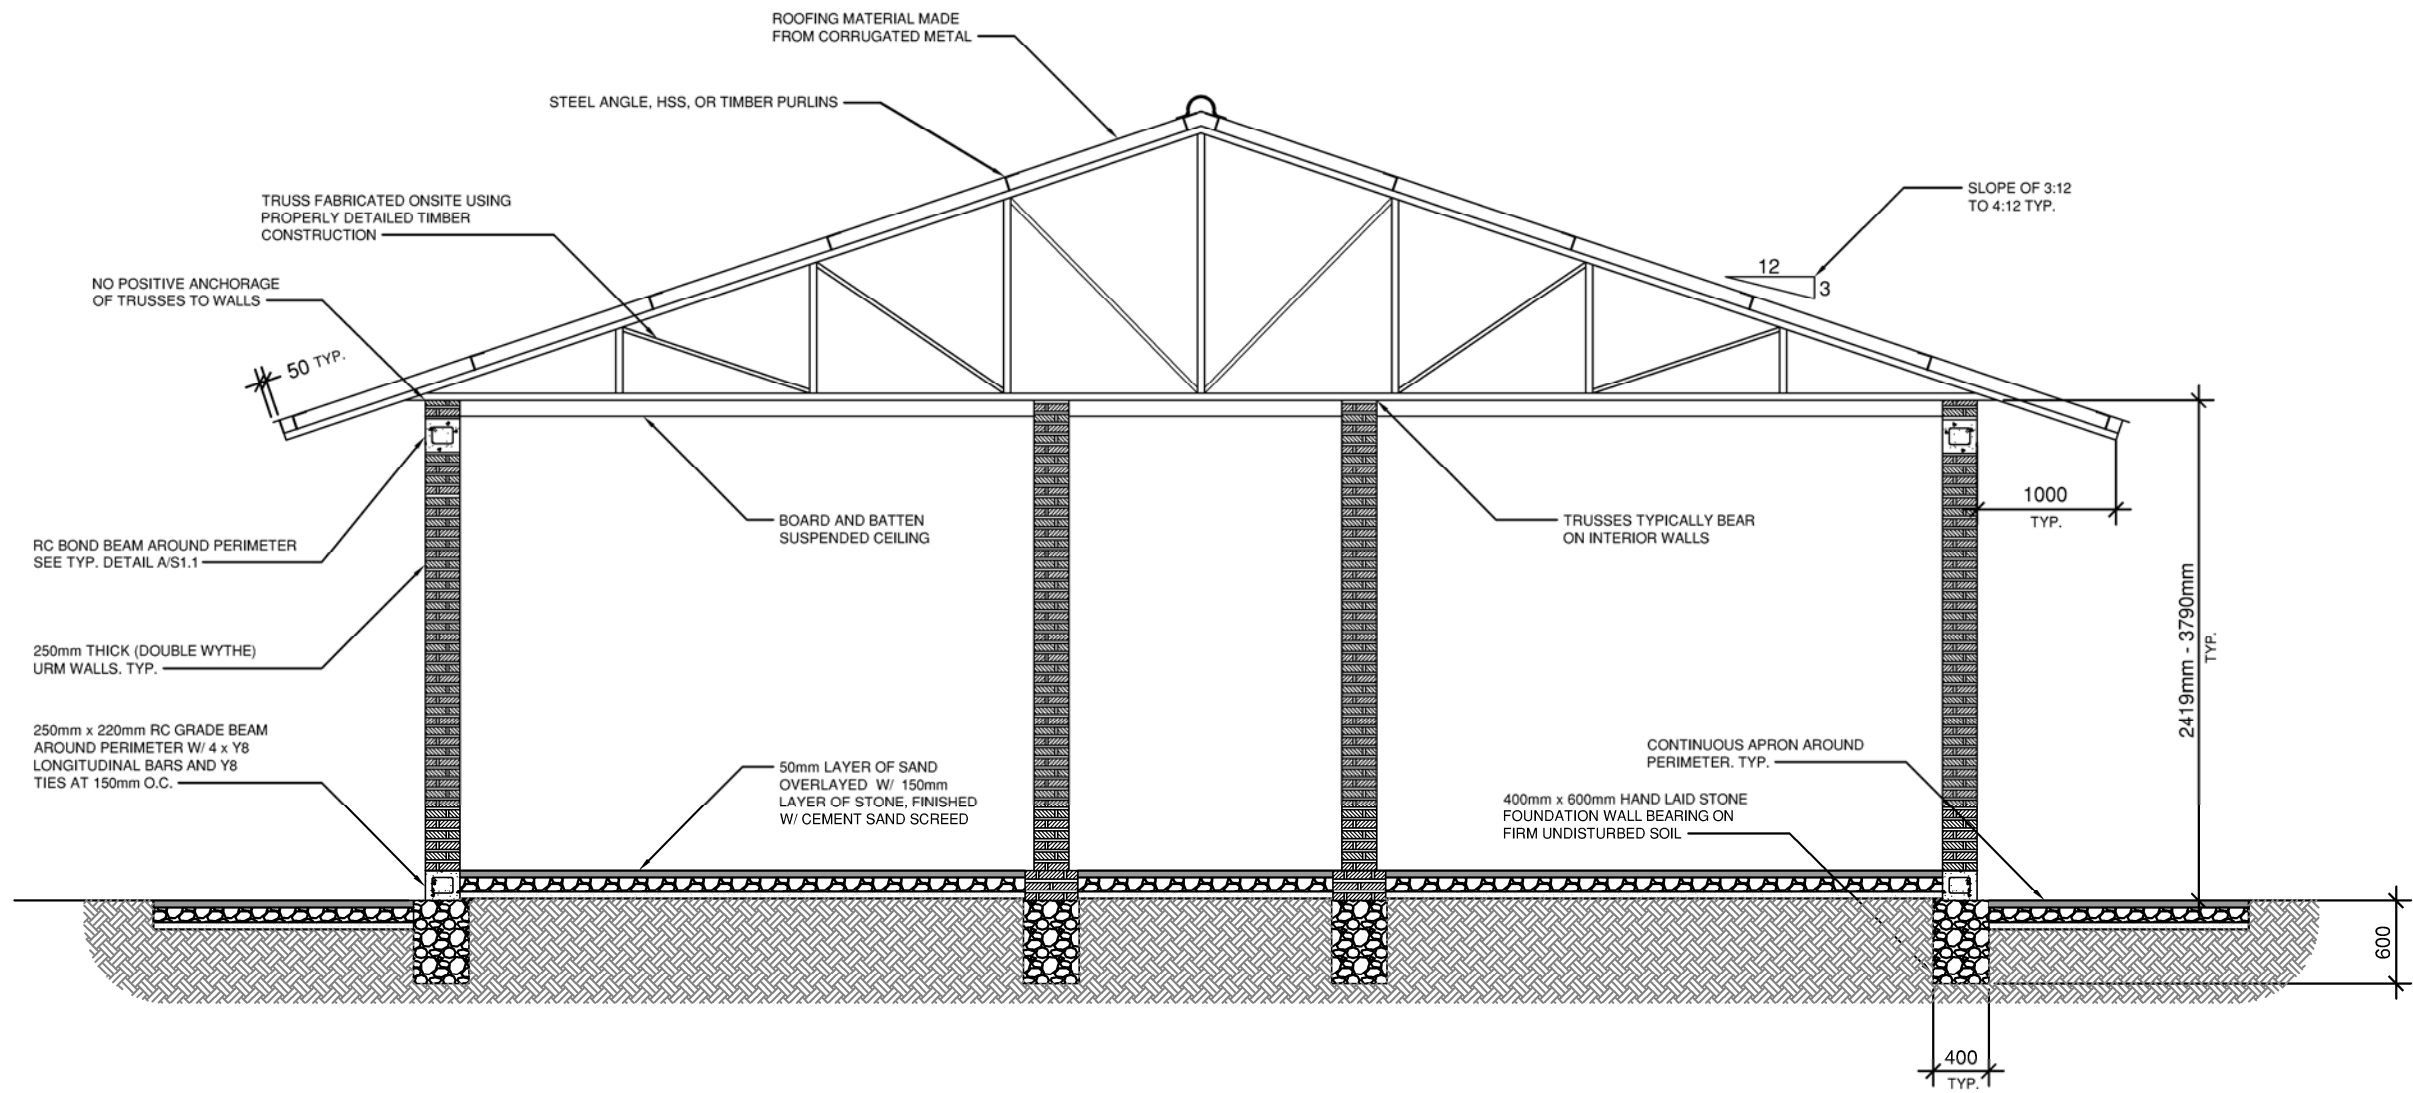 ROOFING MATERIAL MADE
FROM CORRUGATED METAL
STEEL ANGLE, HSS, OR TIMBER PURLINS
TRUSS FABRICATED ONSITE USING
PROPERLY DETAILED TIMBER
CONSTRUCTION
SLOPE OF 3:12
TO 4:12 TYP.
12
3
NO POSITIVE ANCHORAGE
OF TRUSSES TO WALLS
50 TYP.
1000
TYP.
BOARD AND BATTEN
SUSPENDED CEILING
TRUSSES TYPICALLY BEAR
ON INTERIOR WALLS
RC BOND BEAM AROUND PERIMETER
SEE TYP. DETAIL A/S1.1
2419mm - 3790mm
TYP.
250mm THICK (DOUBLE WYTHE)
URM WALLS. TYP.
250mm x 220mm RC GRADE BEAM
AROUND PERIMETER W/ 4 x Y8
LONGITUDINAL BARS AND Y8
TIES AT 150mm O.C.
50mm LAYER OF SAND
OVERLAYED W/ 150mm
LAYER OF STONE, FINISHED
W/ CEMENT SAND SCREED
CONTINUOUS APRON AROUND
PERIMETER. TYP.
400mm x 600mm HAND LAID STONE
FOUNDATION WALL BEARING ON
FIRM UNDISTURBED SOIL
600
400
TYP.